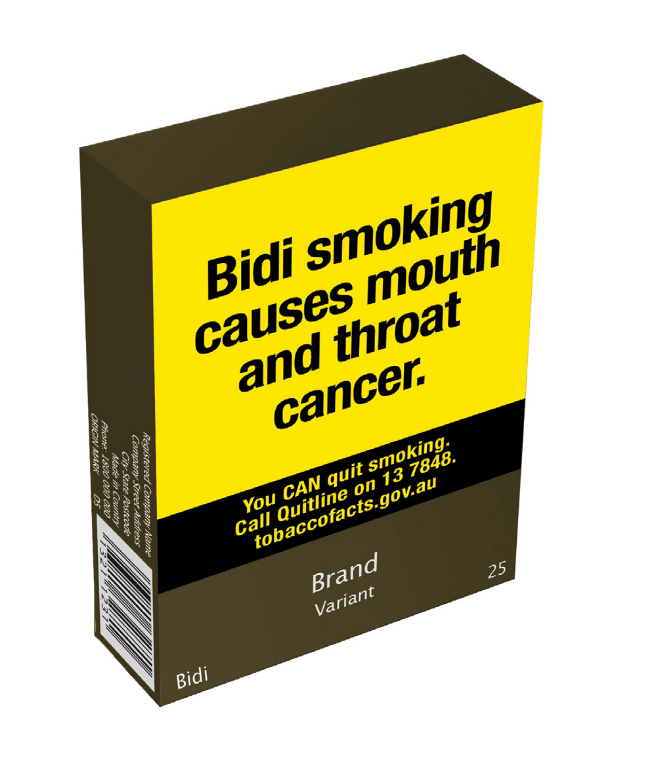 Bidi smoking
causes mouth
and throat
cancer.
You CAN quit smoking.
Call Quitline on 13 7848.
tobaccofacts.gov.au
Brand
Variant
25
Bidi
Registered Company Name
Company Street Address
City State Postcode
Made in Country
Phone: 1800 000 000
ORIGIN MARK